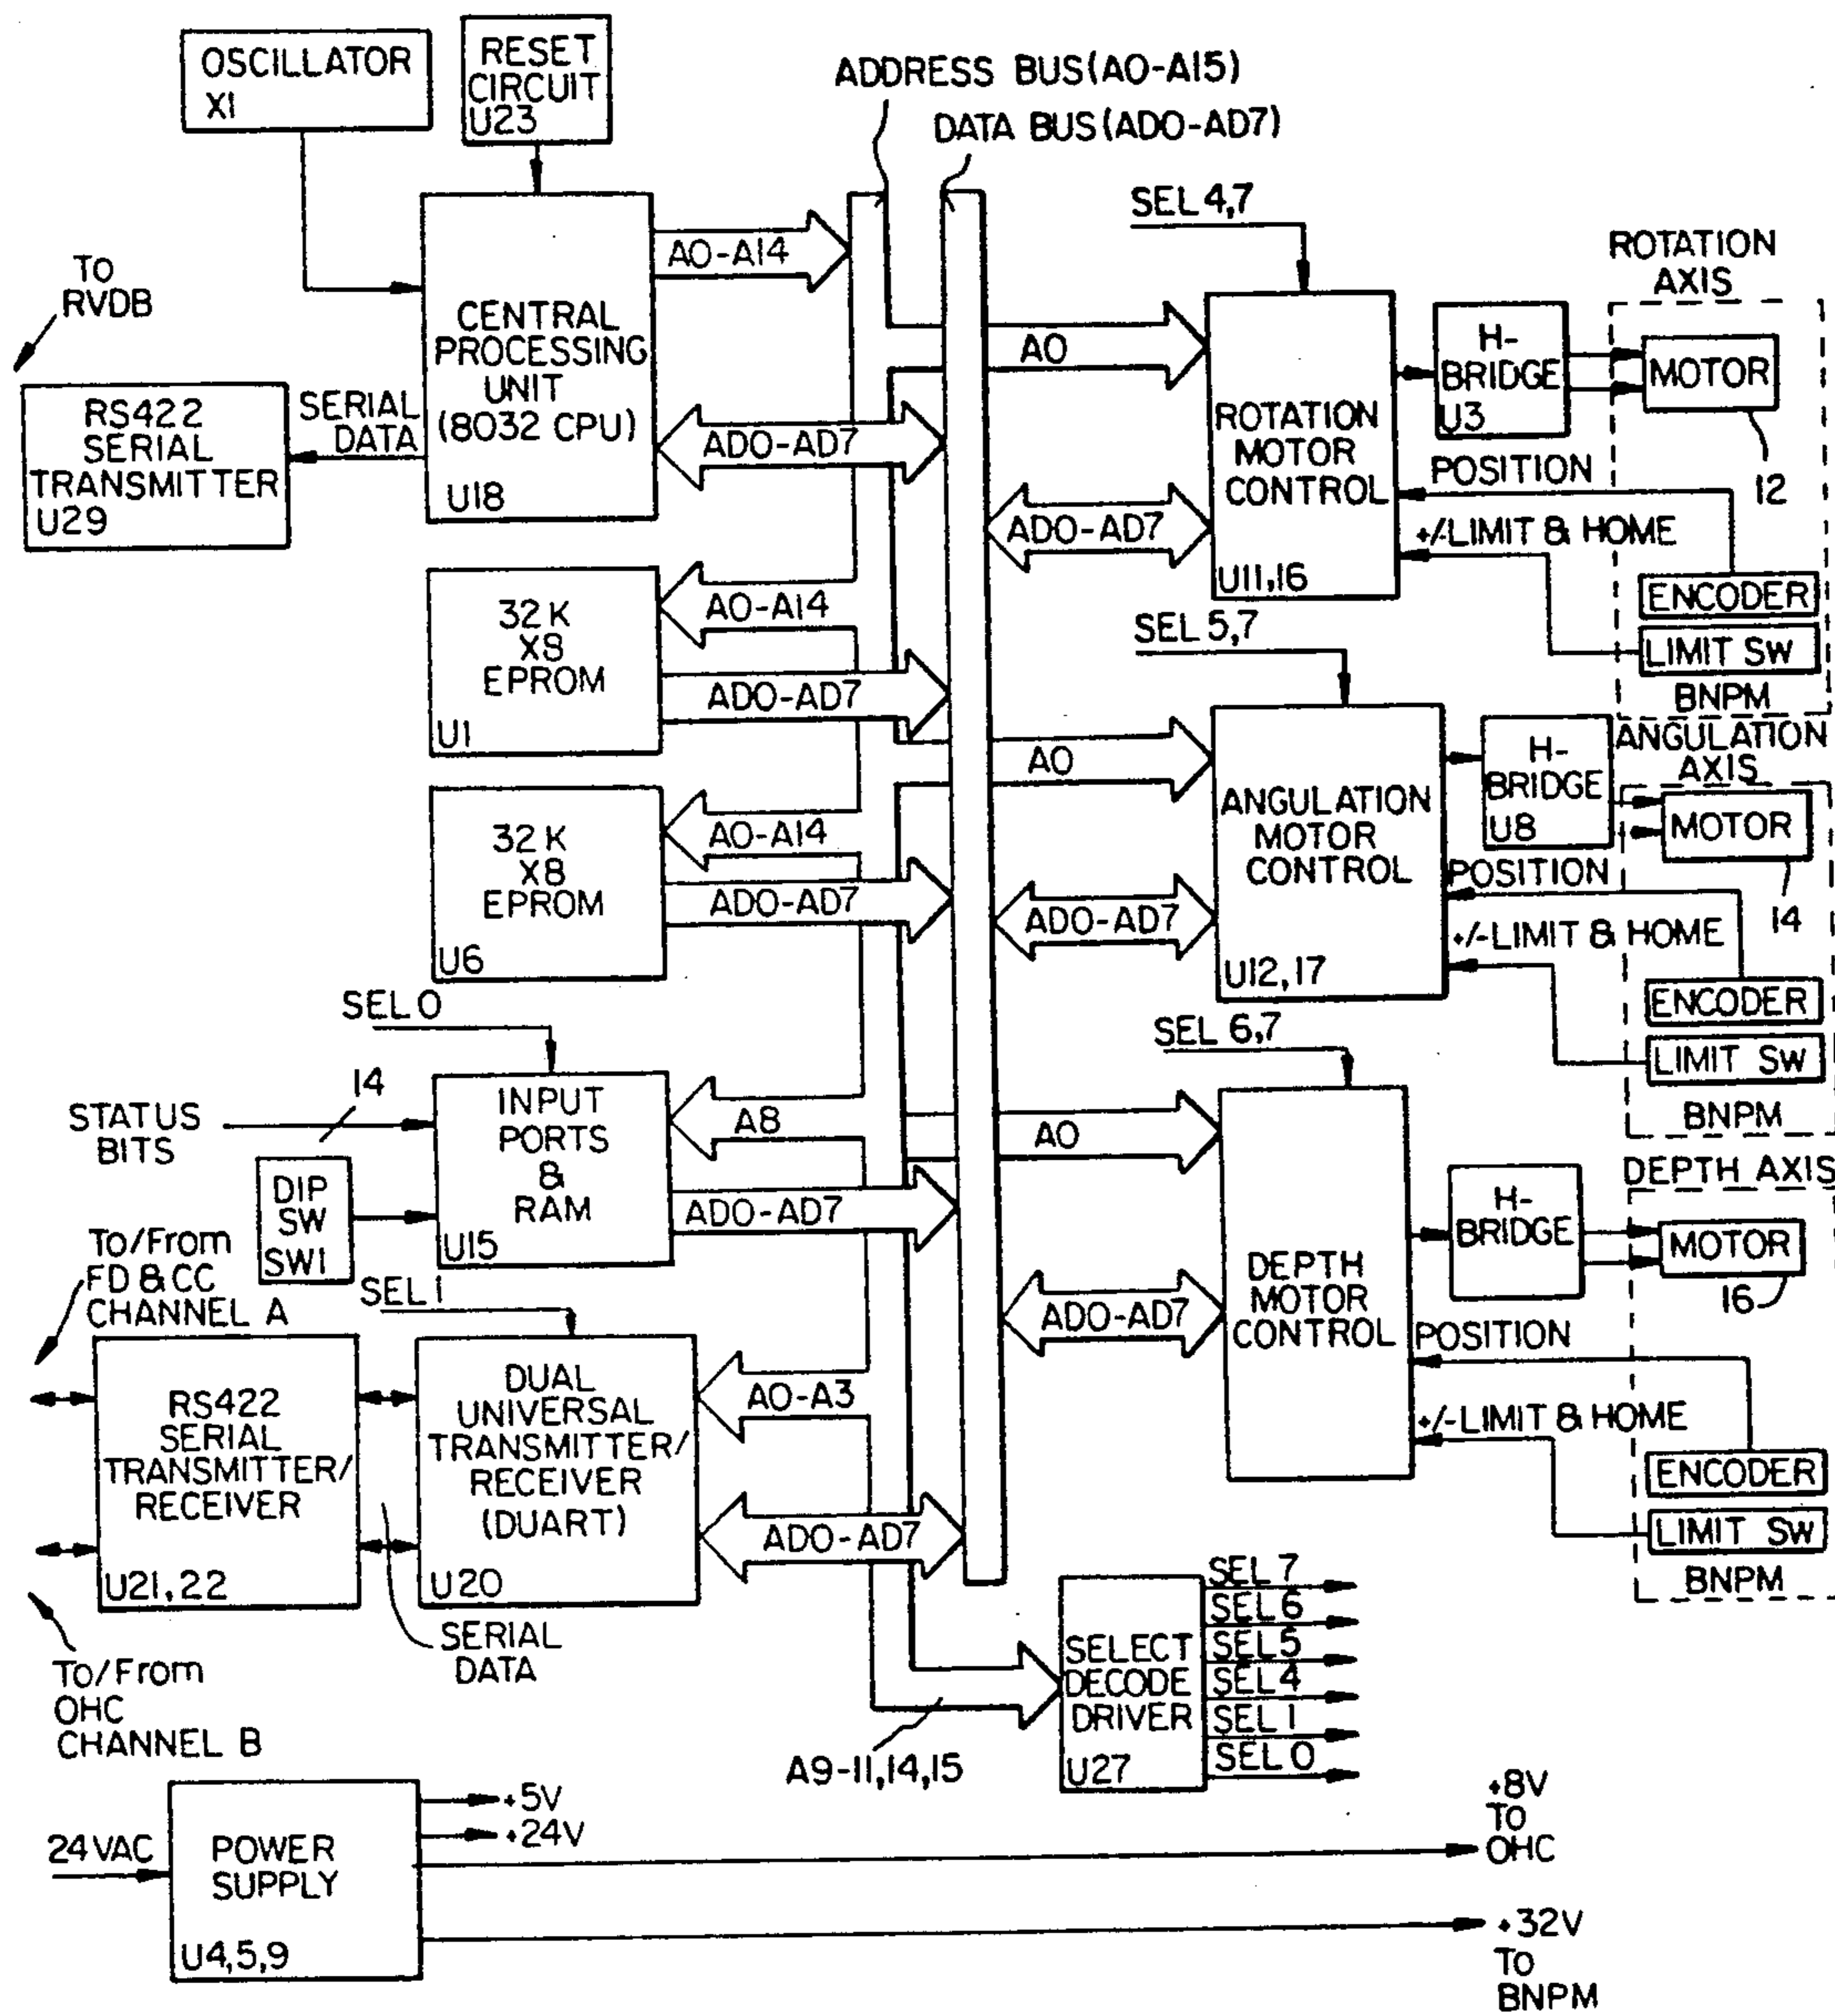 OSCILLATOR
X1
RESET
CIRCUIT
U23
ADDRESS BUS(A0-A15)
DATA BUS(AD0-AD7)
TO
RVDB
CENTRAL
PROCESSING
UNIT
(8032 CPU)
U18
A0-A14
AD0-AD7
SERIAL
DATA
RS422
SERIAL
TRANSMITTER
U29
SEL 4,7
A0
ROTATION
MOTOR
CONTROL
U11,16
AD0-AD7
H-
BRIDGE
U3
ROTATION
AXIS
MOTOR
12
POSITION
+/-LIMIT & HOME
ENCODER
LIMIT SW
BNPM
32K
X8
EPROM
U1
A0-A14
AD0-AD7
SEL 5,7
A0
ANGULATION
MOTOR
CONTROL
U12,17
AD0-AD7
H-
BRIDGE
U8
ANGULATION
AXIS
MOTOR
14
POSITION
+/-LIMIT & HOME
ENCODER
LIMIT SW
BNPM
32K
X8
EPROM
U6
A0-A14
AD0-AD7
SEL 0
14
STATUS
BITS
DIP
SW
SW1
INPUT
PORTS
&
RAM
U15
A8
AD0-AD7
SEL 6,7
A0
DEPTH
MOTOR
CONTROL
AD0-AD7
H-
BRIDGE
DEPTH AXIS
MOTOR
16
POSITION
+/-LIMIT & HOME
ENCODER
LIMIT SW
BNPM
To/From
FD & CC
CHANNEL A
SEL 1
RS422
SERIAL
TRANSMITTER/
RECEIVER
U21,22
DUAL
UNIVERSAL
TRANSMITTER/
RECEIVER
(DUART)
U20
A0-A3
AD0-AD7
SERIAL
DATA
To/From
OHC
CHANNEL B
A9-11,14,15
SELECT
DECODE
DRIVER
U27
SEL 7
SEL 6
SEL 5
SEL 4
SEL 1
SEL 0
24VAC
POWER
SUPPLY
U4,5,9
+5V
+24V
+8V
TO
OHC
+32V
TO
BNPM